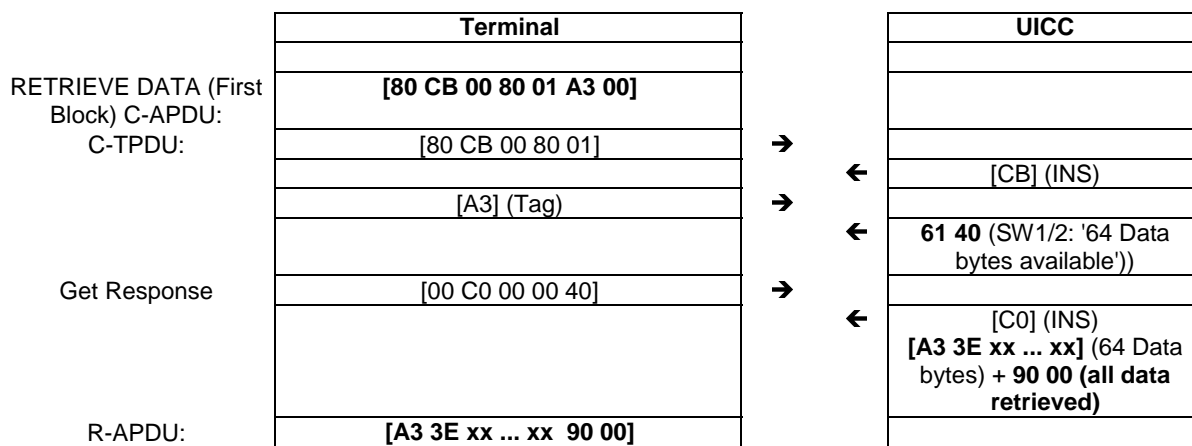 Terminal UICC
RETRIEVE DATA (First [80 CB 00 80 01 A3 00]
Block) C-APDU:
C-TPDU: [80 CB 00 80 01] ➔
← [CB] (INS)
[A3] (Tag) ➔
← 61 40 (SW1/2: '64 Data
bytes available'))
Get Response [00 C0 00 00 40] ➔
← [C0] (INS)
[A3 3E xx ... xx] (64 Data
bytes) + 90 00 (all data
retrieved)
R-APDU: [A3 3E xx ... xx 90 00]